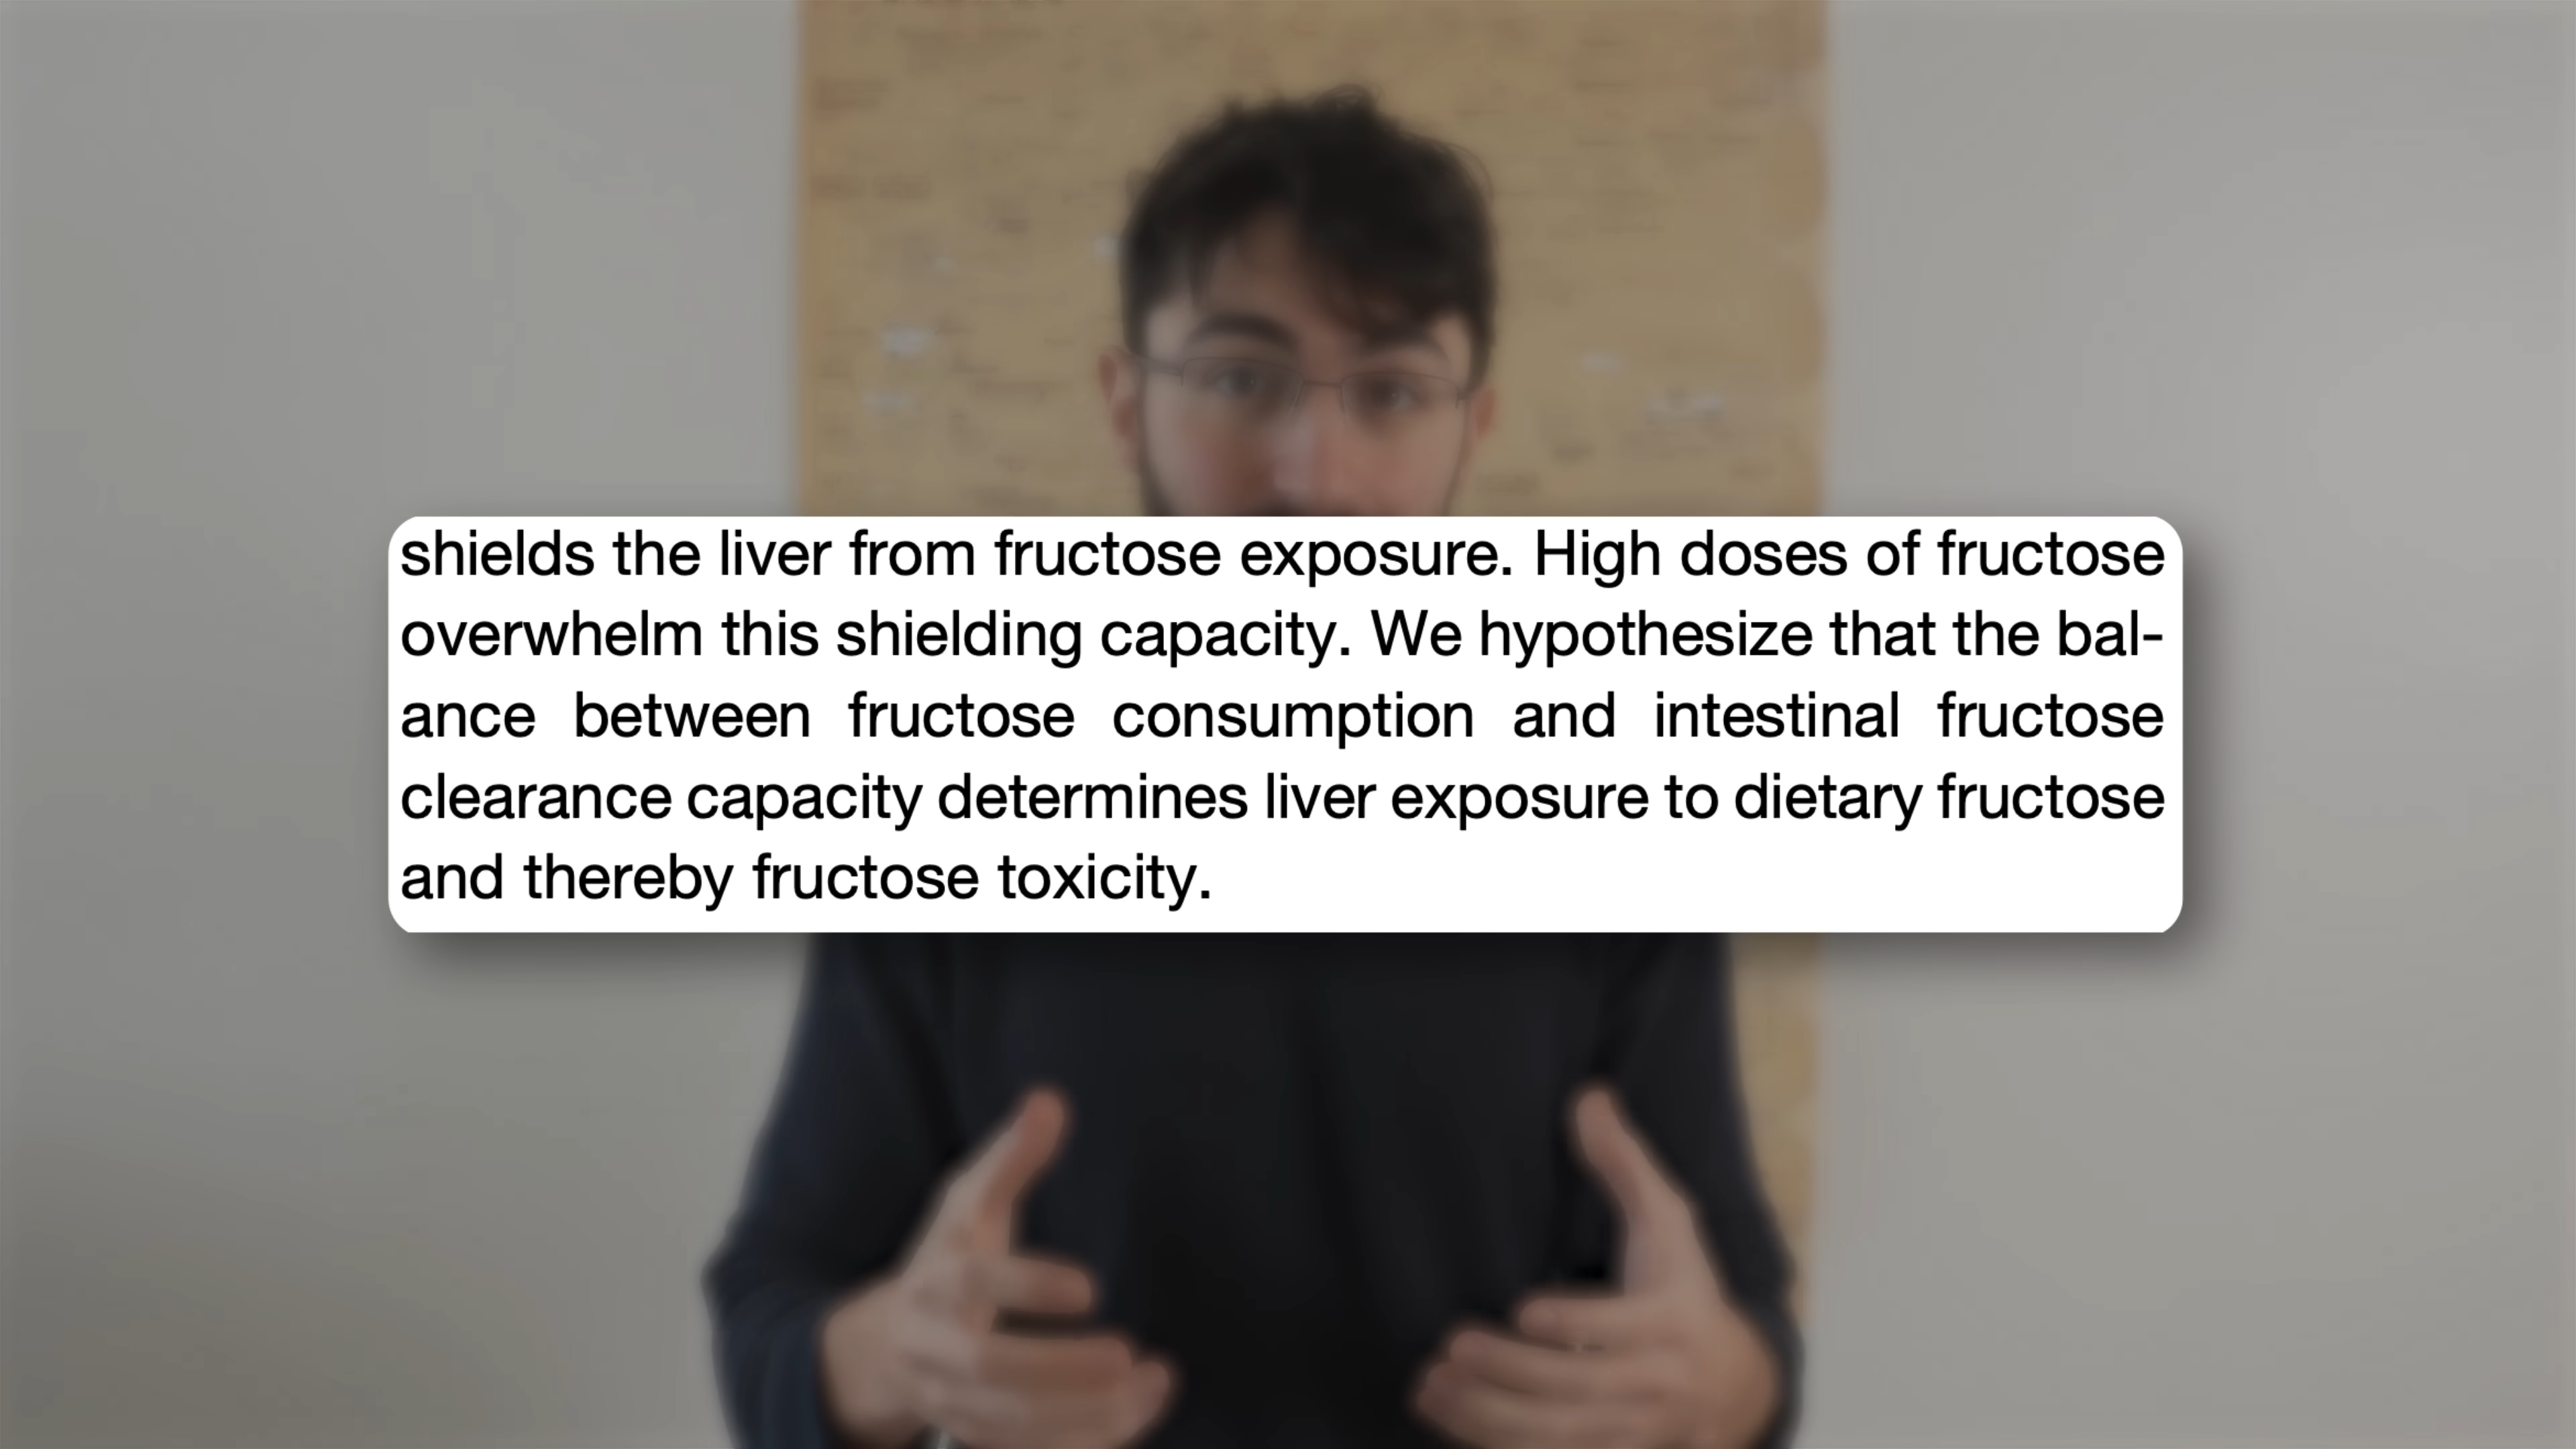 shields the liver from fructose exposure. High doses of fructose
overwhelm this shielding capacity. We hypothesize that the bal-
ance between fructose consumption and intestinal fructose
clearance capacity determines liver exposure to dietary fructose
and thereby fructose toxicity.